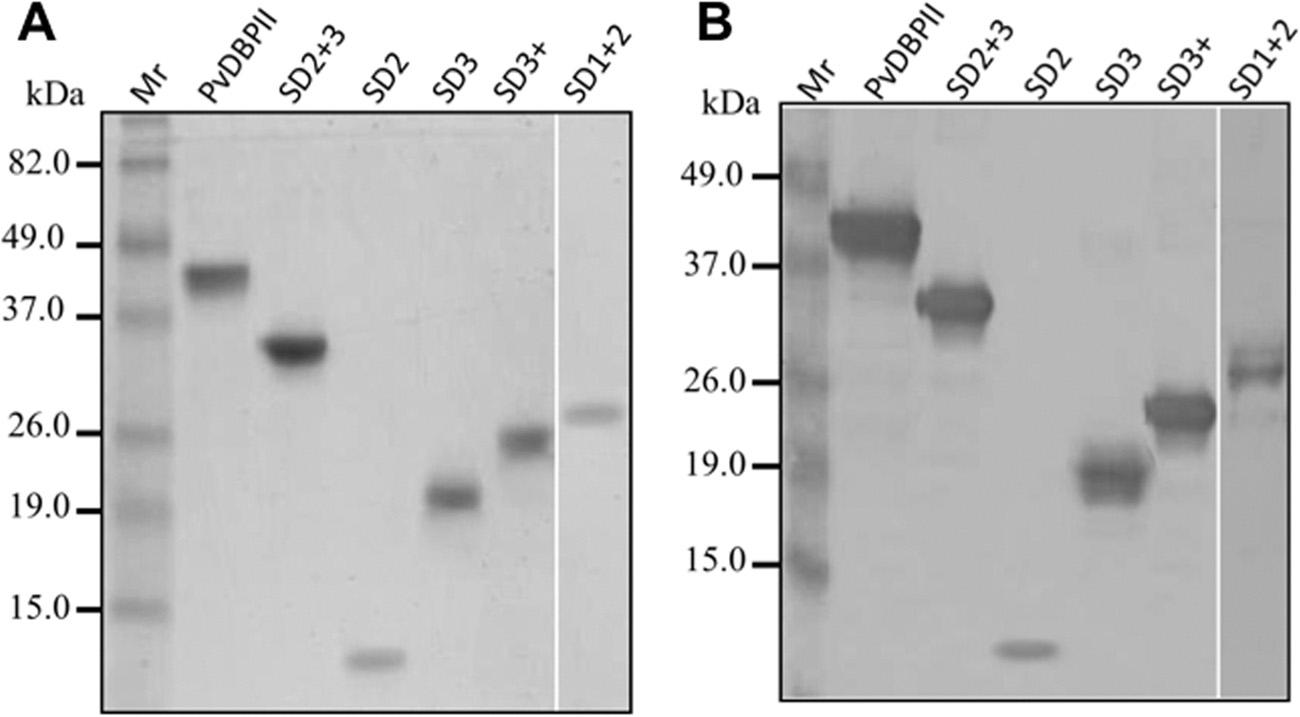 A
kDa
Mr
PvDBPII
SD2+3
SD2
SD3
SD3+
SD1+2
82.0
49.0
37.0
26.0
19.0
15.0
B
kDa
Mr
PvDBPII
SD2+3
SD2
SD3
SD3+
SD1+2
49.0
37.0
26.0
19.0
15.0